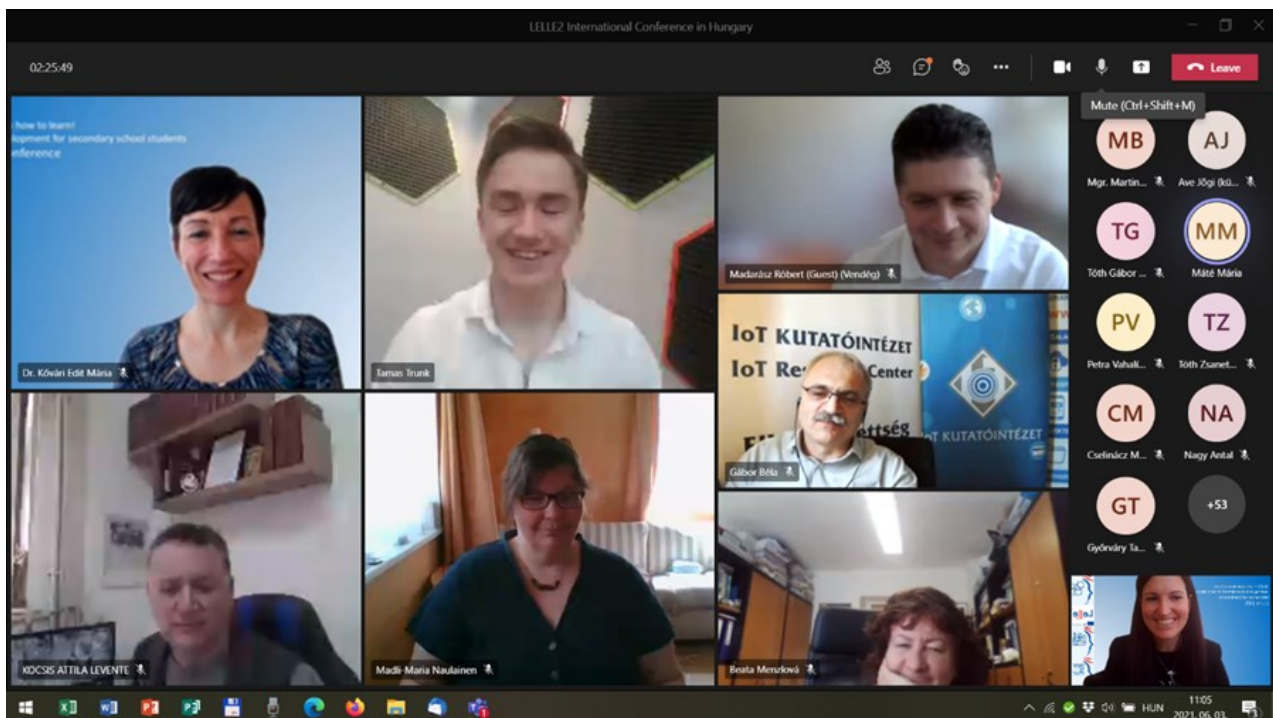 LELLE2 International Conference in Hungary
02:25:49
Leave
Mute (Ctrl+Shift+M)
how to learn!
lopment for secondary school students
nference
Dr. Kővári Edit Mária
Tamas Trunk
Madarász Róbert (Guest) (Vendég)
IoT KUTATÓINTÉZET
IoT Re Center
ettség
IoT KUTATÓINTÉZET
Gábor Béla
KOCSIS ATTILA LEVENTE
Madli-Maria Naulainen
Beata Menzlová
MB
AJ
Mgr. Martin...
Ave Jõgi (kü...
TG
MM
Tóth Gábor ...
Máté Mária
PV
TZ
Petra Vahali...
Tóth Zsanet...
CM
NA
Cselinácz M...
Nagy Antal
GT
+53
Győrváry Ta...
HUN
11:05
2021. 06. 03.
3